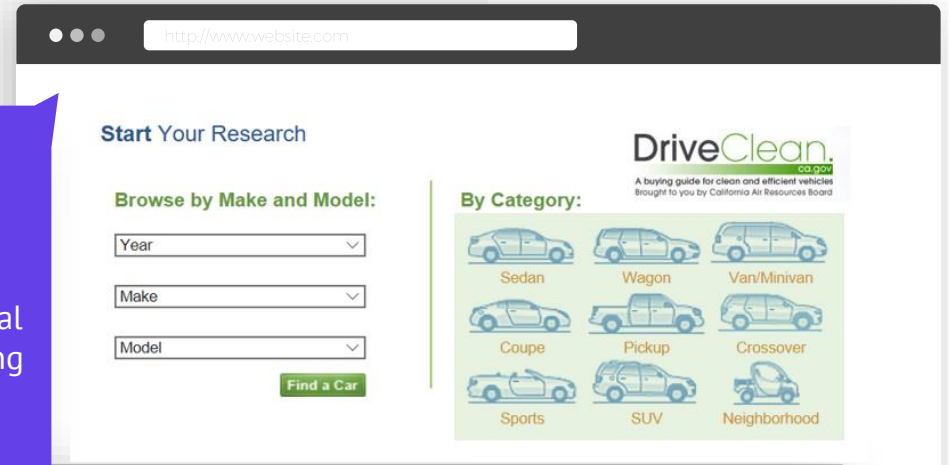 http://www.website.com
al
ng
Start Your Research
Browse by Make and Model:
Year
Make
Model
Find a Car
DriveClean.
ca.gov
A buying guide for clean and efficient vehicles
Brought to you by California Air Resources Board
By Category:
Sedan Wagon Van/Minivan
Coupe Pickup Crossover
Sports SUV Neighborhood